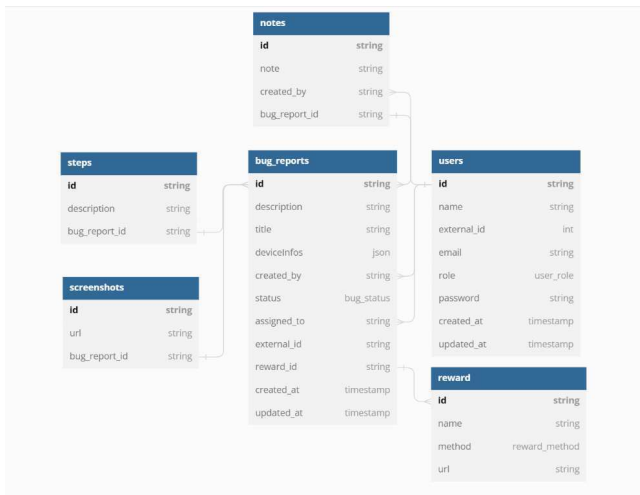 notes
id string
note string
created_by string
bug_report_id string
steps
id string
description string
bug_report_id string
screenshots
id string
url string
bug_report_id string
bug_reports
id string
description string
title string
deviceInfos json
created_by string
status bug_status
assigned_to string
external_id string
reward_id string
created_at timestamp
updated_at timestamp
users
id string
name string
external_id int
email string
role user_role
password string
created_at timestamp
updated_at timestamp
reward
id string
name string
method reward_method
url string